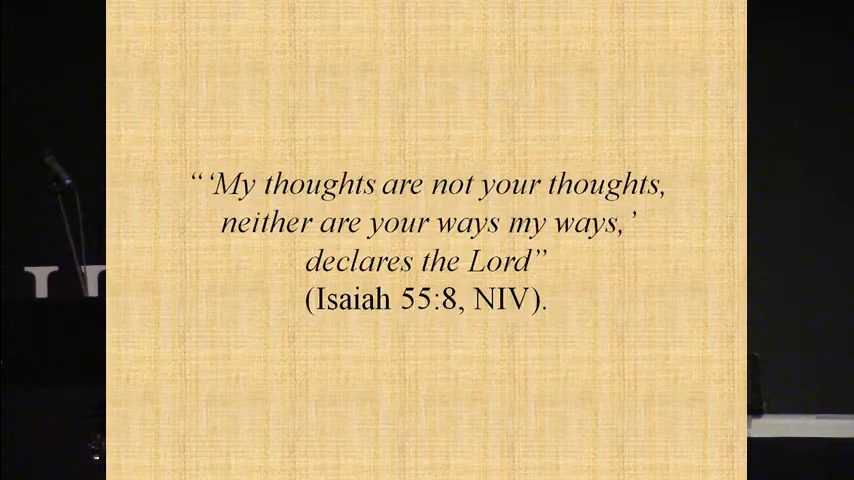 “‘My thoughts are not your thoughts,
neither are your ways my ways,’
declares the Lord”
(Isaiah 55:8, NIV).